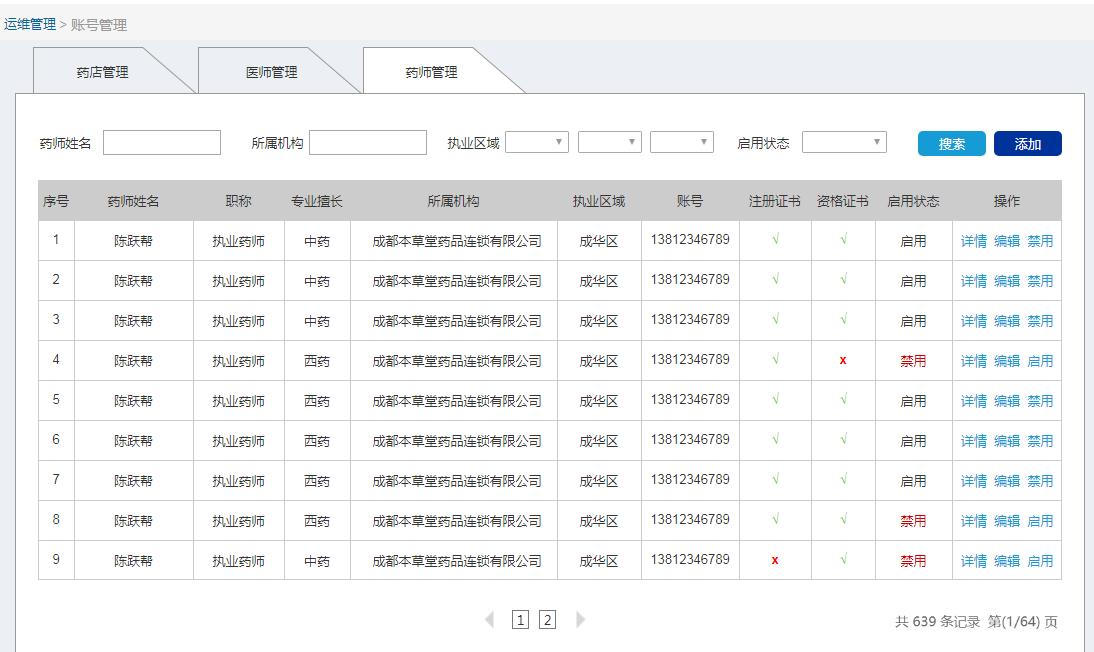 运维管理 > 账号管理
药店管理 医师管理 药师管理
药师姓名 所属机构 执业区域 启用状态 搜索 添加
序号 药师姓名 职称 专业擅长 所属机构 执业区域 账号 注册证书 资格证书 启用状态 操作
1 陈跃帮 执业药师 中药 成都本草堂药品连锁有限公司 成华区 13812346789 √ √ 启用 详情 编辑 禁用
2 陈跃帮 执业药师 中药 成都本草堂药品连锁有限公司 成华区 13812346789 √ √ 启用 详情 编辑 禁用
3 陈跃帮 执业药师 中药 成都本草堂药品连锁有限公司 成华区 13812346789 √ √ 启用 详情 编辑 禁用
4 陈跃帮 执业药师 西药 成都本草堂药品连锁有限公司 成华区 13812346789 √ x 禁用 详情 编辑 启用
5 陈跃帮 执业药师 西药 成都本草堂药品连锁有限公司 成华区 13812346789 √ √ 启用 详情 编辑 禁用
6 陈跃帮 执业药师 西药 成都本草堂药品连锁有限公司 成华区 13812346789 √ √ 启用 详情 编辑 禁用
7 陈跃帮 执业药师 西药 成都本草堂药品连锁有限公司 成华区 13812346789 √ √ 启用 详情 编辑 禁用
8 陈跃帮 执业药师 西药 成都本草堂药品连锁有限公司 成华区 13812346789 √ √ 禁用 详情 编辑 启用
9 陈跃帮 执业药师 中药 成都本草堂药品连锁有限公司 成华区 13812346789 x √ 禁用 详情 编辑 启用
1 2 共 639 条记录 第(1/64) 页